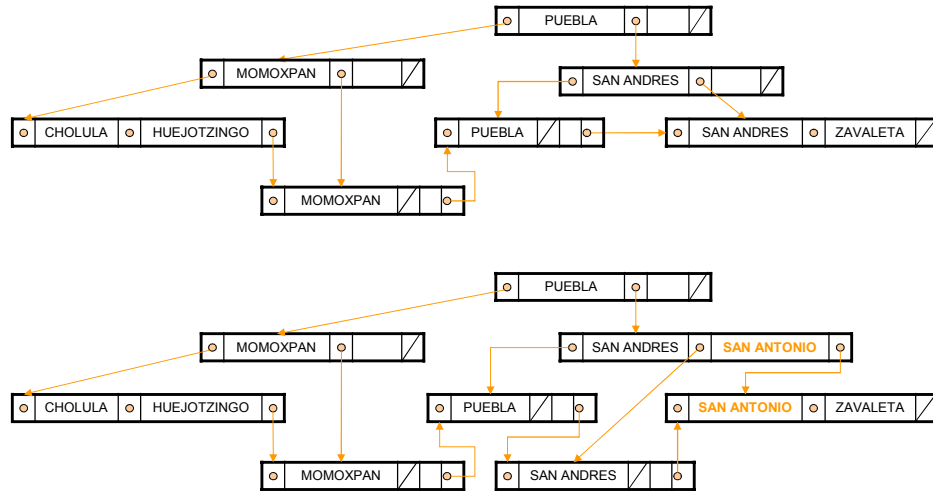 PUEBLA
MOMOXPAN
SAN ANDRES
CHOLULA HUEJOTZINGO
PUEBLA
SAN ANDRES ZAVALETA
MOMOXPAN
PUEBLA
MOMOXPAN
SAN ANDRES SAN ANTONIO
CHOLULA HUEJOTZINGO
PUEBLA
SAN ANTONIO ZAVALETA
MOMOXPAN
SAN ANDRES